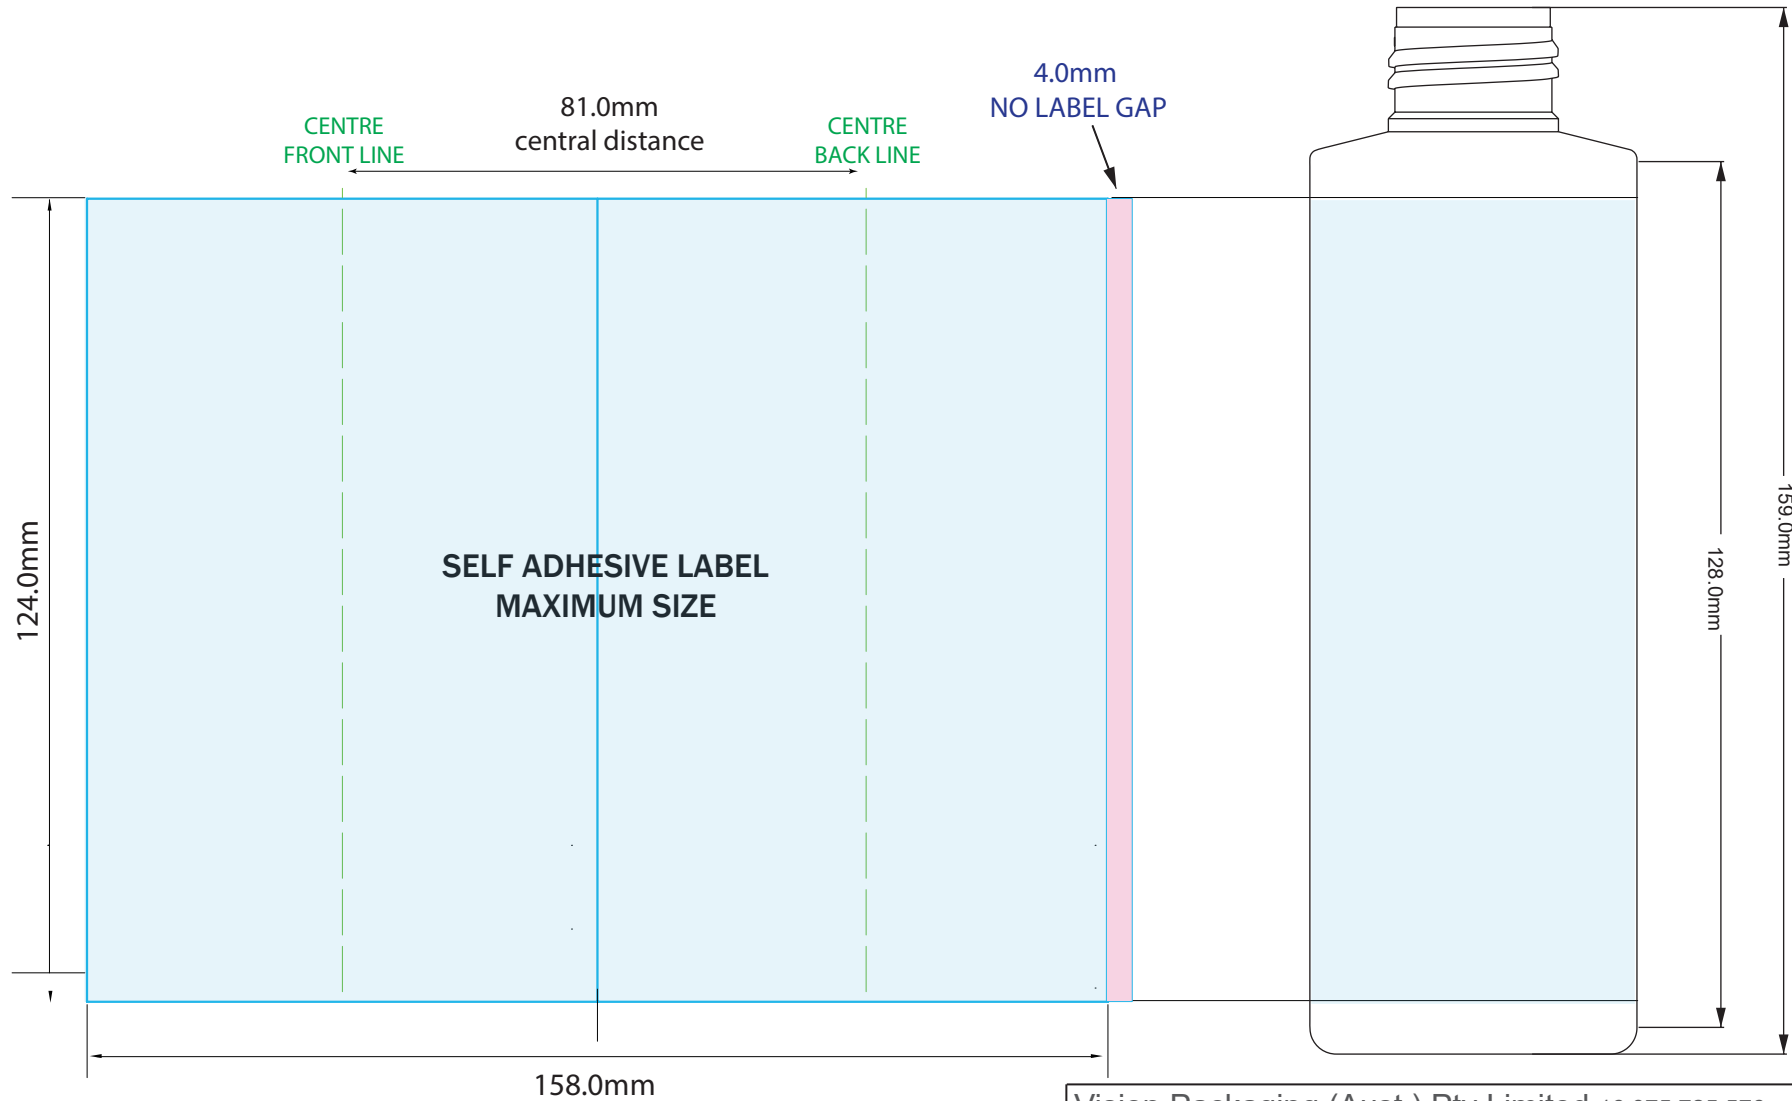 4.0mm
NO LABEL GAP
81.0mm
central distance
CENTRE
FRONT LINE
CENTRE
BACK LINE
SELF ADHESIVE LABEL
MAXIMUM SIZE
124.0mm
159.0mm
128.0mm
158.0mm